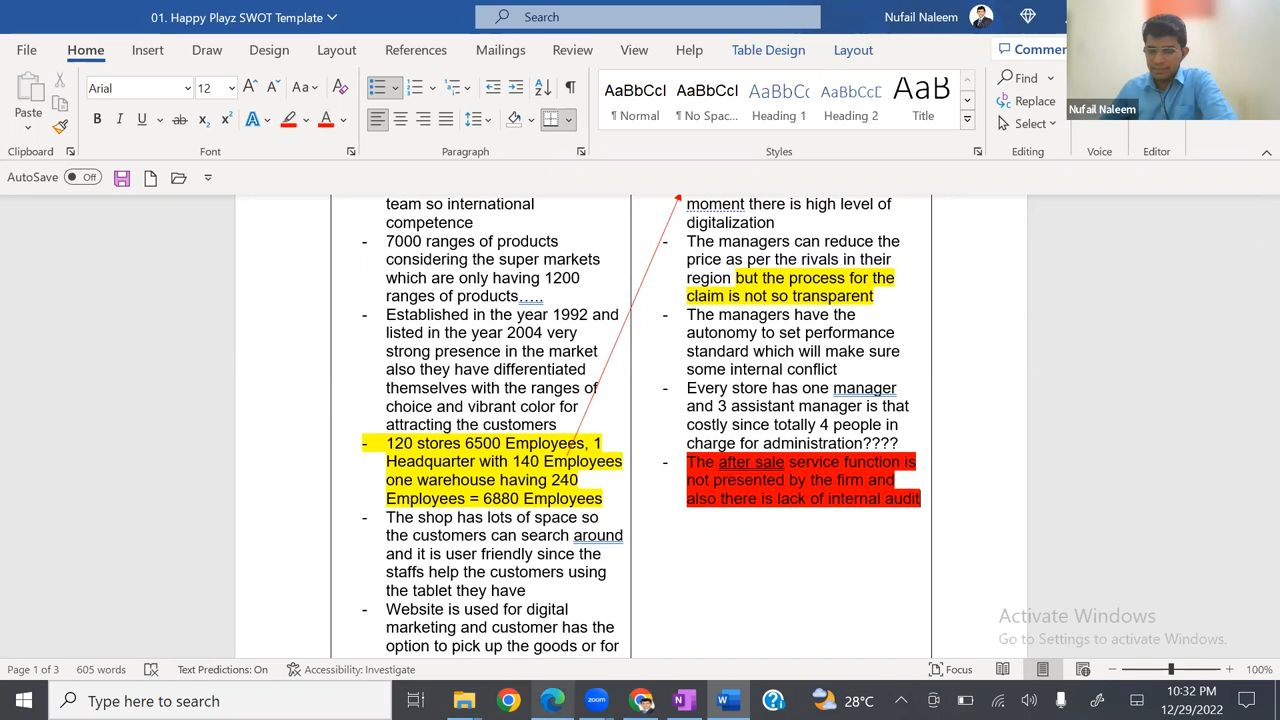 01. Happy Playz SWOT Template
Search
Nufail Naleem
File Home Insert Draw Design Layout References Mailings Review View Help Table Design Layout
Paste
Clipboard
Arial 12
Font
Paragraph
AaBbCcI AaBbCcI AaBbCc AaBbCcD AaB
¶ Normal ¶ No Spac... Heading 1 Heading 2 Title
Styles
Find
Replace
Select
Editing
Voice
Editor
Nufail Naleem
AutoSave Off
team so international
competence
- 7000 ranges of products
considering the super markets
which are only having 1200
ranges of products.....
- Established in the year 1992 and
listed in the year 2004 very
strong presence in the market
also they have differentiated
themselves with the ranges of
choice and vibrant color for
attracting the customers
- 120 stores 6500 Employees, 1
Headquarter with 140 Employees
one warehouse having 240
Employees = 6880 Employees
- The shop has lots of space so
the customers can search around
and it is user friendly since the
staffs help the customers using
the tablet they have
- Website is used for digital
marketing and customer has the
option to pick up the goods or for
moment there is high level of
digitalization
- The managers can reduce the
price as per the rivals in their
region but the process for the
claim is not so transparent
- The managers have the
autonomy to set performance
standard which will make sure
some internal conflict
- Every store has one manager
and 3 assistant manager is that
costly since totally 4 people in
charge for administration????
- The after sale service function is
not presented by the firm and
also there is lack of internal audit
Activate Windows
Go to Settings to activate Windows.
Page 1 of 3 605 words Text Predictions: On Accessibility: Investigate Focus 100%
Type here to search
zoom
28°C
10:32 PM
12/29/2022